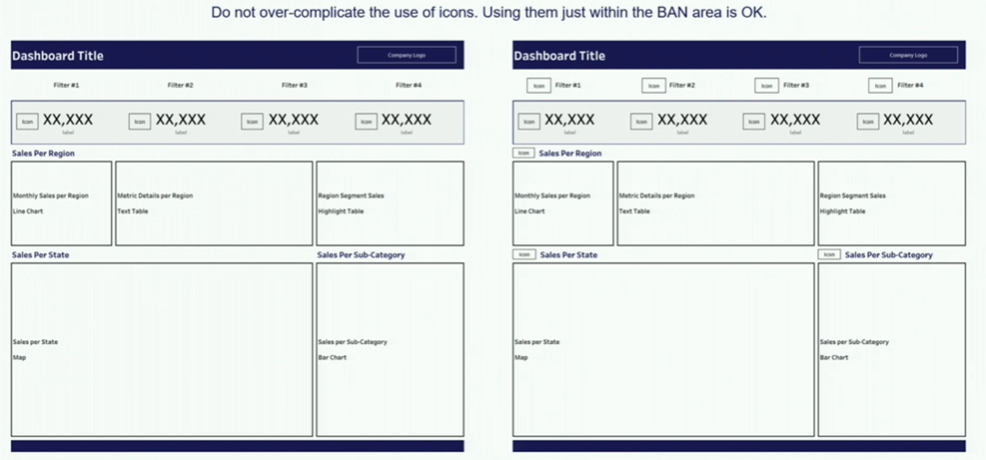 Do not over-complicate the use of icons. Using them just within the BAN area is OK.
Dashboard Title
Company Logo
Filter #1 Filter #2 Filter #3 Filter #4
Icon XX,XXX Icon XX,XXX Icon XX,XXX Icon XX,XXX
label label label label
Sales Per Region
Monthly Sales per Region
Line Chart
Metric Details per Region
Text Table
Region Segment Sales
Highlight Table
Sales Per State
Sales Per Sub-Category
Sales per State
Map
Sales per Sub-Category
Bar Chart
Dashboard Title
Company Logo
Icon Filter #1 Icon Filter #2 Icon Filter #3 Icon Filter #4
Icon XX,XXX Icon XX,XXX Icon XX,XXX Icon XX,XXX
label label label label
Icon Sales Per Region
Monthly Sales per Region
Line Chart
Metric Details per Region
Text Table
Region Segment Sales
Highlight Table
Icon Sales Per State
Icon Sales Per Sub-Category
Sales per State
Map
Sales per Sub-Category
Bar Chart